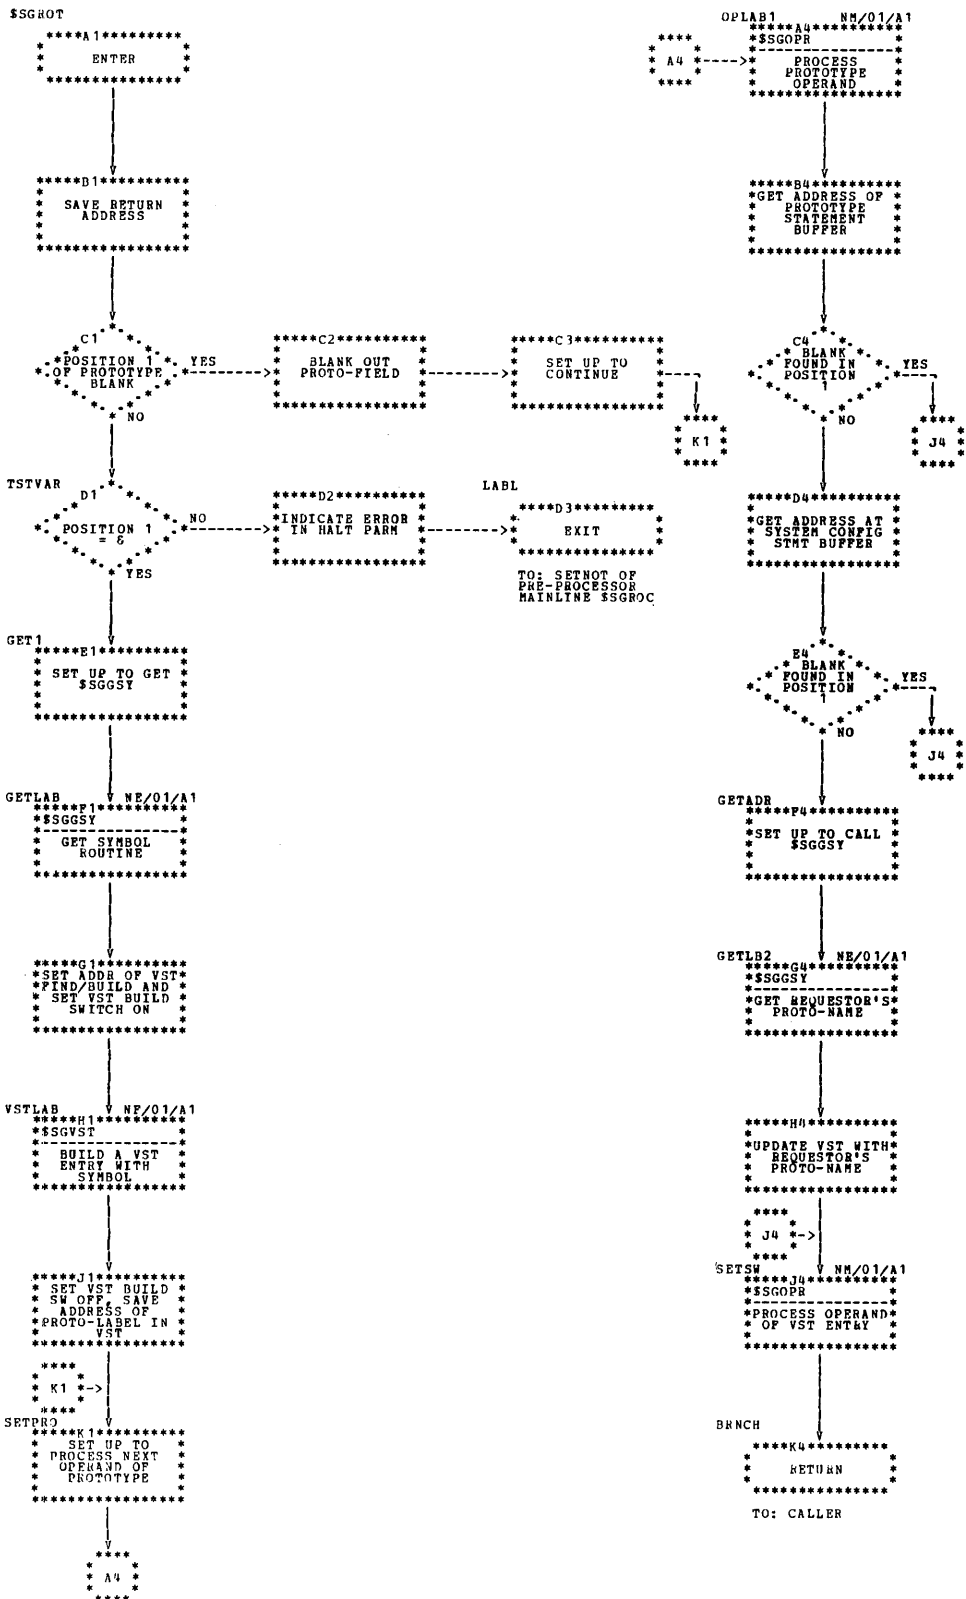 $SGROT
A1
ENTER
B1
SAVE RETURN
ADDRESS
C1
POSITION 1
OF PROTOTYPE
BLANK
YES
NO
C2
BLANK OUT
PROTO-FIELD
C3
SET UP TO
CONTINUE
K1
TSTVAR
D1
POSITION 1
= &
NO
YES
D2
INDICATE ERROR
IN HALT PARM
LABL
D3
EXIT
TO: SETNOT OF
PRE-PROCESSOR
MAINLINE $SGROC
GET1
E1
SET UP TO GET
$SGGSY
GETLAB NE/01/A1
F1
$SGGSY
GET SYMBOL
ROUTINE
G1
SET ADDR OF VST
FIND/BUILD AND
SET VST BUILD
SWITCH ON
VSTLAB NF/01/A1
H1
$SGVST
BUILD A VST
ENTRY WITH
SYMBOL
J1
SET VST BUILD
SW OFF, SAVE
ADDRESS OF
PROTO-LABEL IN
VST
K1
SETPRO
K1
SET UP TO
PROCESS NEXT
OPERAND OF
PROTOTYPE
A4
OPLAB1 NM/01/A1
A4
A4
$SGOPR
PROCESS
PROTOTYPE
OPERAND
B4
GET ADDRESS OF
PROTOTYPE
STATEMENT
BUFFER
C4
BLANK
FOUND IN
POSITION
1
YES
NO
J4
D4
GET ADDRESS AT
SYSTEM CONFIG
STMT BUFFER
E4
BLANK
FOUND IN
POSITION
1
YES
NO
J4
GETADR
F4
SET UP TO CALL
$SGGSY
GETLB2 NE/01/A1
G4
$SGGSY
GET REQUESTOR'S
PROTO-NAME
H4
UPDATE VST WITH
REQUESTOR'S
PROTO-NAME
J4
SETSW NM/01/A1
J4
$SGOPR
PROCESS OPERAND
OF VST ENTRY
BRNCH
K4
RETURN
TO: CALLER